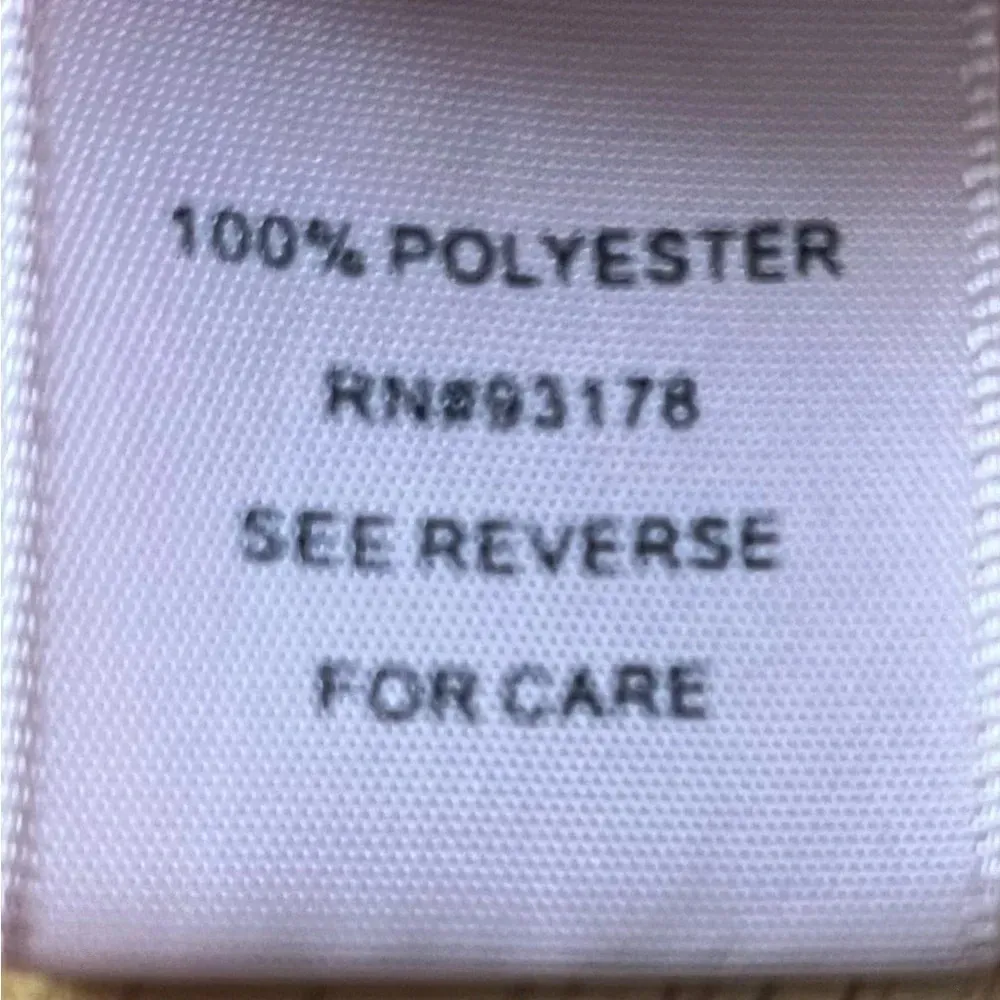 100% POLYESTER
RN#93178
SEE REVERSE
FOR CARE